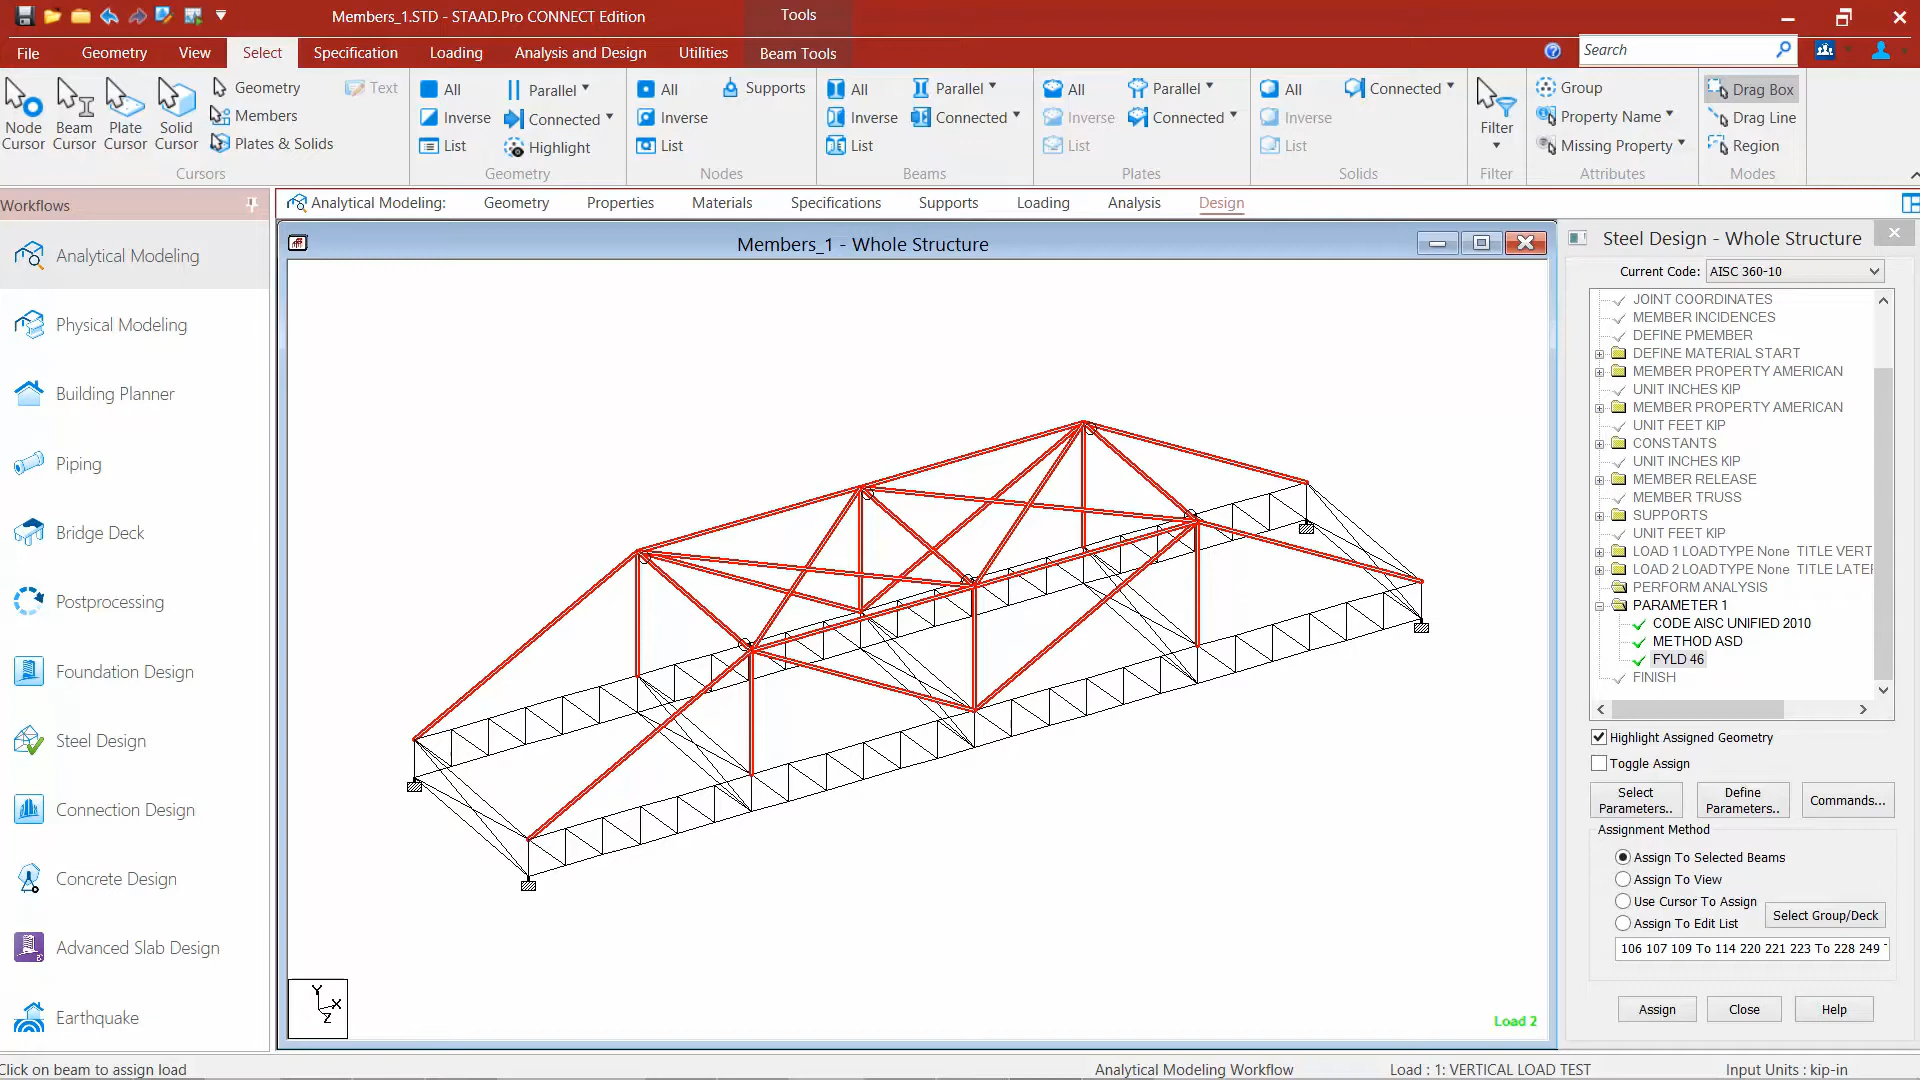 Members_1.STD - STAAD.Pro CONNECT Edition
Tools
File
Geometry
View
Select
Specification
Loading
Analysis and Design
Utilities
Beam Tools
Search
Node Cursor
Beam Cursor
Plate Cursor
Solid Cursor
Geometry
Members
Plates & Solids
Text
Cursors
All
Inverse
List
Parallel
Connected
Highlight
Geometry
All
Inverse
List
Supports
Nodes
All
Inverse
List
Parallel
Connected
Beams
All
Inverse
List
Parallel
Connected
Plates
All
Inverse
List
Connected
Solids
Filter
Filter
Group
Property Name
Missing Property
Attributes
Drag Box
Drag Line
Region
Modes
Workflows
Analytical Modeling
Physical Modeling
Building Planner
Piping
Bridge Deck
Postprocessing
Foundation Design
Steel Design
Connection Design
Concrete Design
Advanced Slab Design
Earthquake
Analytical Modeling:
Geometry
Properties
Materials
Specifications
Supports
Loading
Analysis
Design
Members_1 - Whole Structure
Y
X
Z
Load 2
Steel Design - Whole Structure
Current Code: AISC 360-10
JOINT COORDINATES
MEMBER INCIDENCES
DEFINE PMEMBER
DEFINE MATERIAL START
MEMBER PROPERTY AMERICAN
UNIT INCHES KIP
MEMBER PROPERTY AMERICAN
UNIT FEET KIP
CONSTANTS
UNIT INCHES KIP
MEMBER RELEASE
MEMBER TRUSS
SUPPORTS
UNIT FEET KIP
LOAD 1 LOADTYPE None TITLE VERT
LOAD 2 LOADTYPE None TITLE LATER
PERFORM ANALYSIS
PARAMETER 1
CODE AISC UNIFIED 2010
METHOD ASD
FYLD 46
FINISH
Highlight Assigned Geometry
Toggle Assign
Select Parameters..
Define Parameters..
Commands...
Assignment Method
Assign To Selected Beams
Assign To View
Use Cursor To Assign
Assign To Edit List
Select Group/Deck
106 107 109 To 114 220 221 223 To 228 249
Assign
Close
Help
Click on beam to assign load
Analytical Modeling Workflow
Load : 1: VERTICAL LOAD TEST
Input Units : kip-in